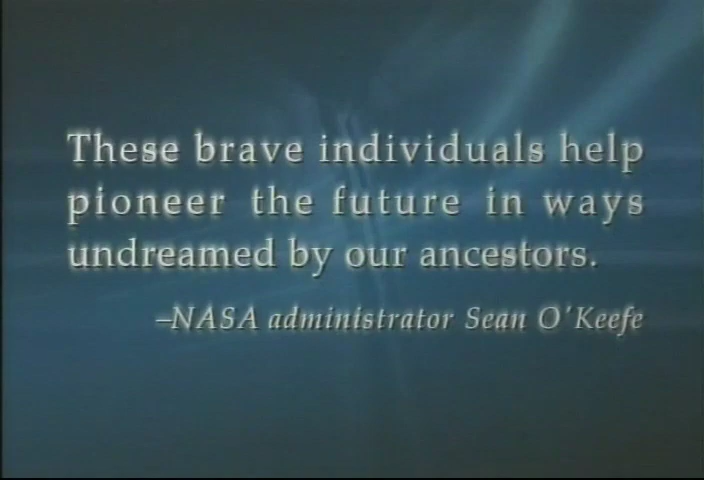 These brave individuals help
pioneer the future in ways
undreamed by our ancestors.
–NASA administrator Sean O'Keefe